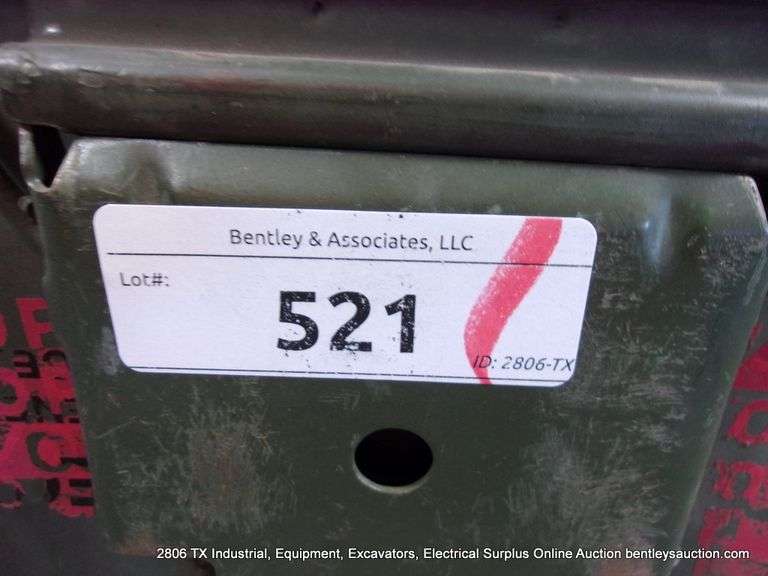 Bentley & Associates, LLC
Lot#:
521
ID: 2806-TX
2806 TX Industrial, Equipment, Excavators, Electrical Surplus Online Auction bentleysauction.com